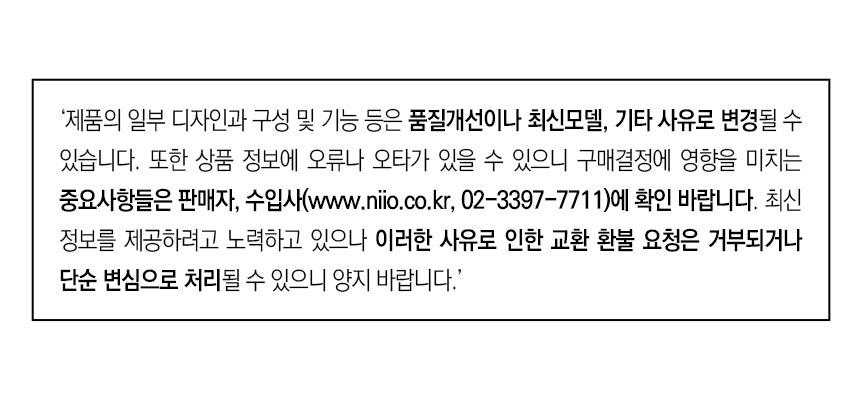 ‘제품의 일부 디자인과 구성 및 기능 등은 품질개선이나 최신모델, 기타 사유로 변경될 수
있습니다. 또한 상품 정보에 오류나 오타가 있을 수 있으니 구매결정에 영향을 미치는
중요사항들은 판매자, 수입사(www.niio.co.kr, 02-3397-7711)에 확인 바랍니다. 최신
정보를 제공하려고 노력하고 있으나 이러한 사유로 인한 교환 환불 요청은 거부되거나
단순 변심으로 처리될 수 있으니 양지 바랍니다.’